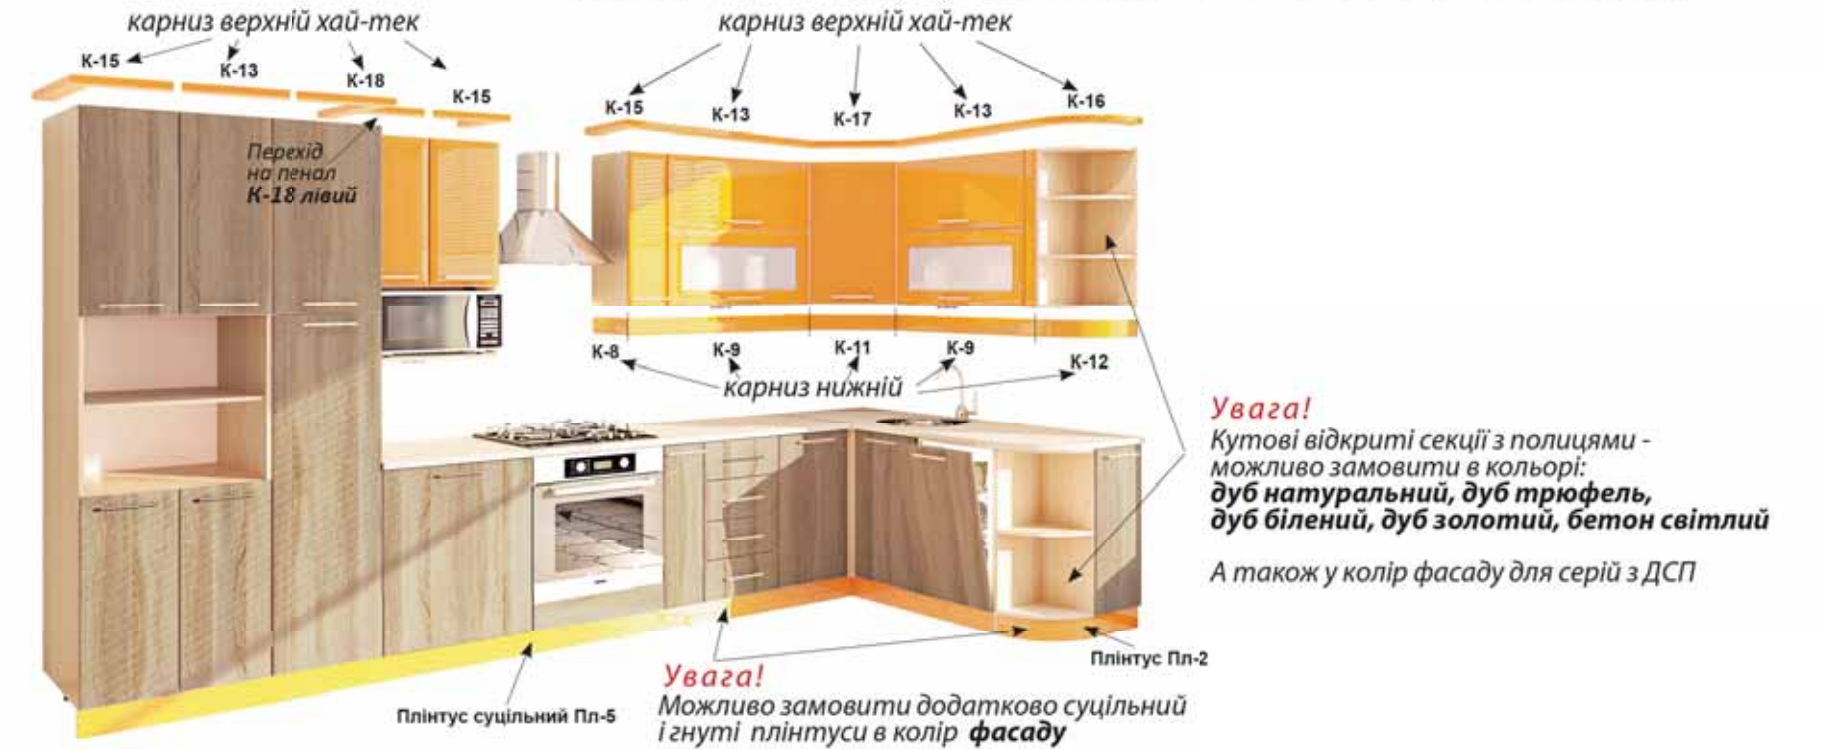 карниз верхній хай-тек
карниз верхній хай-тек
К-15
К-13
К-18
К-15
К-15
К-13
К-17
К-13
К-16
Перехід
на пенал
К-18 лівий
К-8
К-9
К-11
К-9
К-12
карниз нижній
Увага!
Кутові відкриті секції з полицями -
можливо замовити в кольорі:
дуб натуральний, дуб трюфель,
дуб білений, дуб золотий, бетон світлий
А також у колір фасаду для серій з ДСП
Плінтус Пл-2
Плінтус суцільний Пл-5
Увага!
Можливо замовити додатково суцільний
і гнуті плінтуси в колір фасаду